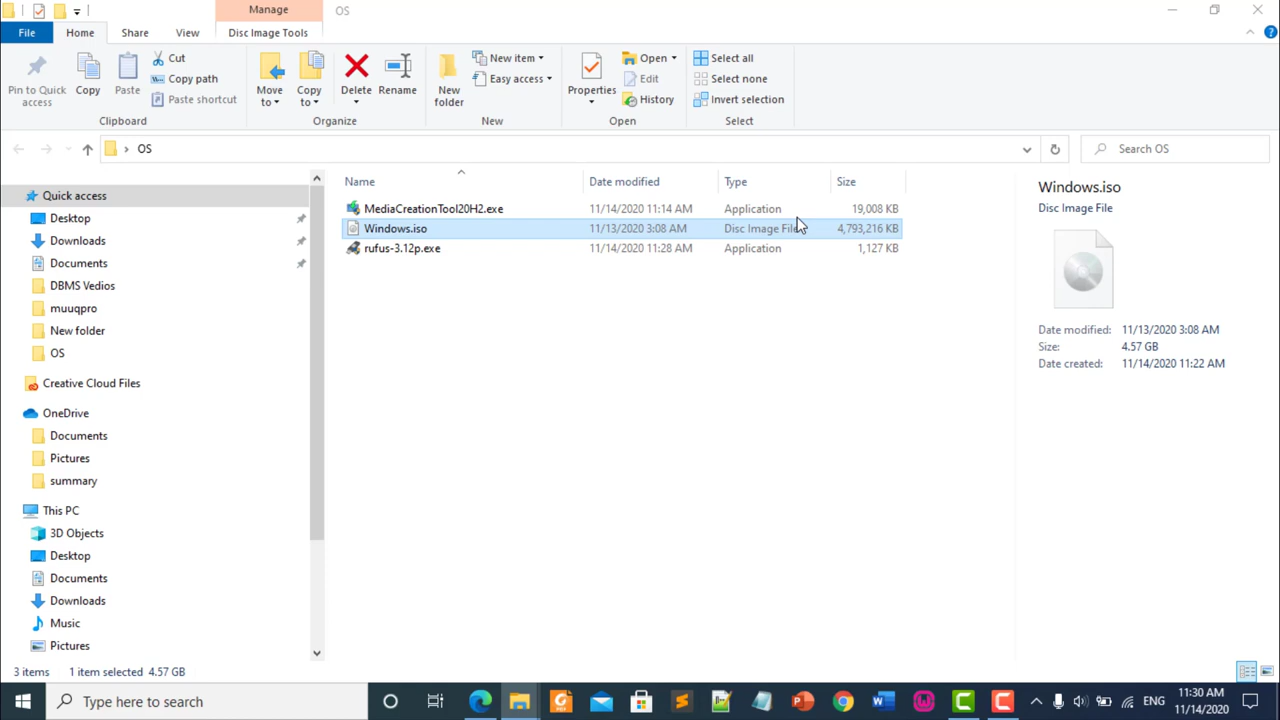 Manage
OS
File
Home
Share
View
Disc Image Tools
Pin to Quick access
Copy
Paste
Cut
Copy path
Paste shortcut
Clipboard
Move to
Copy to
Delete
Rename
Organize
New folder
New item
Easy access
New
Properties
Open
Edit
History
Open
Select all
Select none
Invert selection
Select
OS
Search OS
Quick access
Desktop
Downloads
Documents
DBMS Vedios
muuqpro
New folder
OS
Creative Cloud Files
OneDrive
Documents
Pictures
summary
This PC
3D Objects
Desktop
Documents
Downloads
Music
Pictures
Name Date modified Type Size
MediaCreationTool20H2.exe 11/14/2020 11:14 AM Application 19,008 KB
Windows.iso 11/13/2020 3:08 AM Disc Image File 4,793,216 KB
rufus-3.12p.exe 11/14/2020 11:28 AM Application 1,127 KB
Windows.iso
Disc Image File
Date modified: 11/13/2020 3:08 AM
Size: 4.57 GB
Date created: 11/14/2020 11:22 AM
3 items 1 item selected 4.57 GB
Type here to search
ENG
11:30 AM
11/14/2020